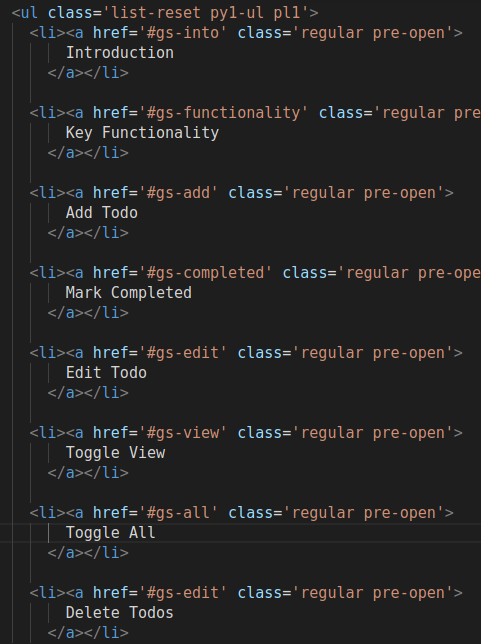 <ul class='list-reset py1-ul pl1'>
<li><a href='#gs-into' class='regular pre-open'>
Introduction
</a></li>
<li><a href='#gs-functionality' class='regular pre
Key Functionality
</a></li>
<li><a href='#gs-add' class='regular pre-open'>
Add Todo
</a></li>
<li><a href='#gs-completed' class='regular pre-ope
Mark Completed
</a></li>
<li><a href='#gs-edit' class='regular pre-open'>
Edit Todo
</a></li>
<li><a href='#gs-view' class='regular pre-open'>
Toggle View
</a></li>
<li><a href='#gs-all' class='regular pre-open'>
Toggle All
</a></li>
<li><a href='#gs-edit' class='regular pre-open'>
Delete Todos
</a></li>